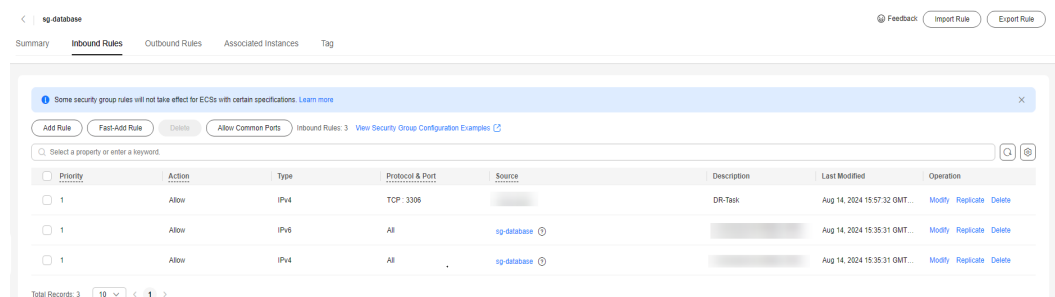 sg-database Feedback Import Rule Export Rule
Summary Inbound Rules Outbound Rules Associated Instances Tag
Some security group rules will not take effect for ECSs with certain specifications. Learn more
Add Rule Fast-Add Rule Delete Allow Common Ports Inbound Rules: 3 View Security Group Configuration Examples
Select a property or enter a keyword.
Priority Action Type Protocol & Port Source Description Last Modified Operation
1 Allow IPv4 TCP : 3306 DR-Task Aug 14, 2024 15:57:32 GMT... Modify Replicate Delete
1 Allow IPv6 All sg-database Aug 14, 2024 15:35:31 GMT... Modify Replicate Delete
1 Allow IPv4 All sg-database Aug 14, 2024 15:35:31 GMT... Modify Replicate Delete
Total Records: 3 10 1